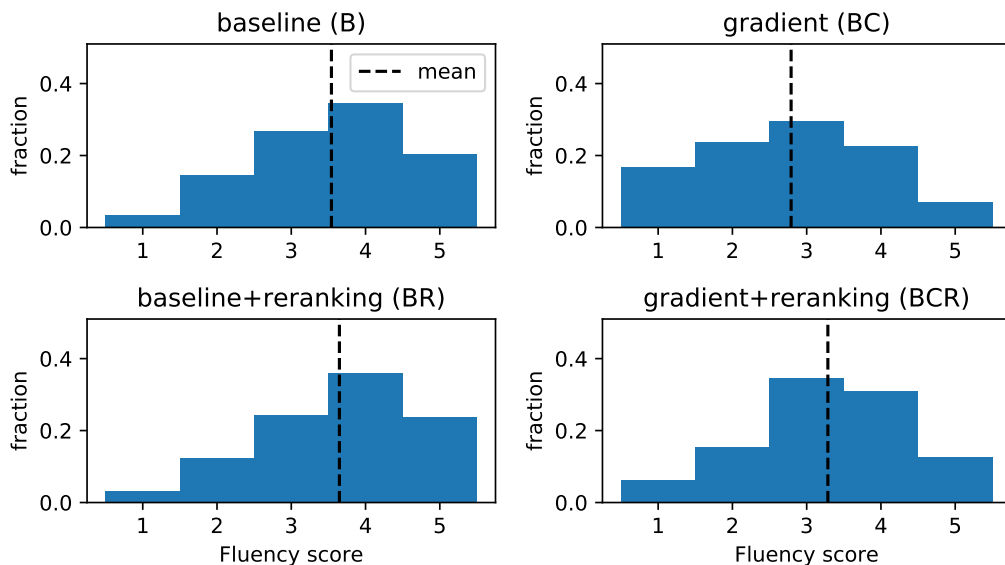 baseline (B)
fraction
0.4
0.2
0.0
mean
1 2 3 4 5
gradient (BC)
fraction
0.4
0.2
0.0
1 2 3 4 5
baseline+reranking (BR)
fraction
0.4
0.2
0.0
1 2 3 4 5
Fluency score
gradient+reranking (BCR)
fraction
0.4
0.2
0.0
1 2 3 4 5
Fluency score